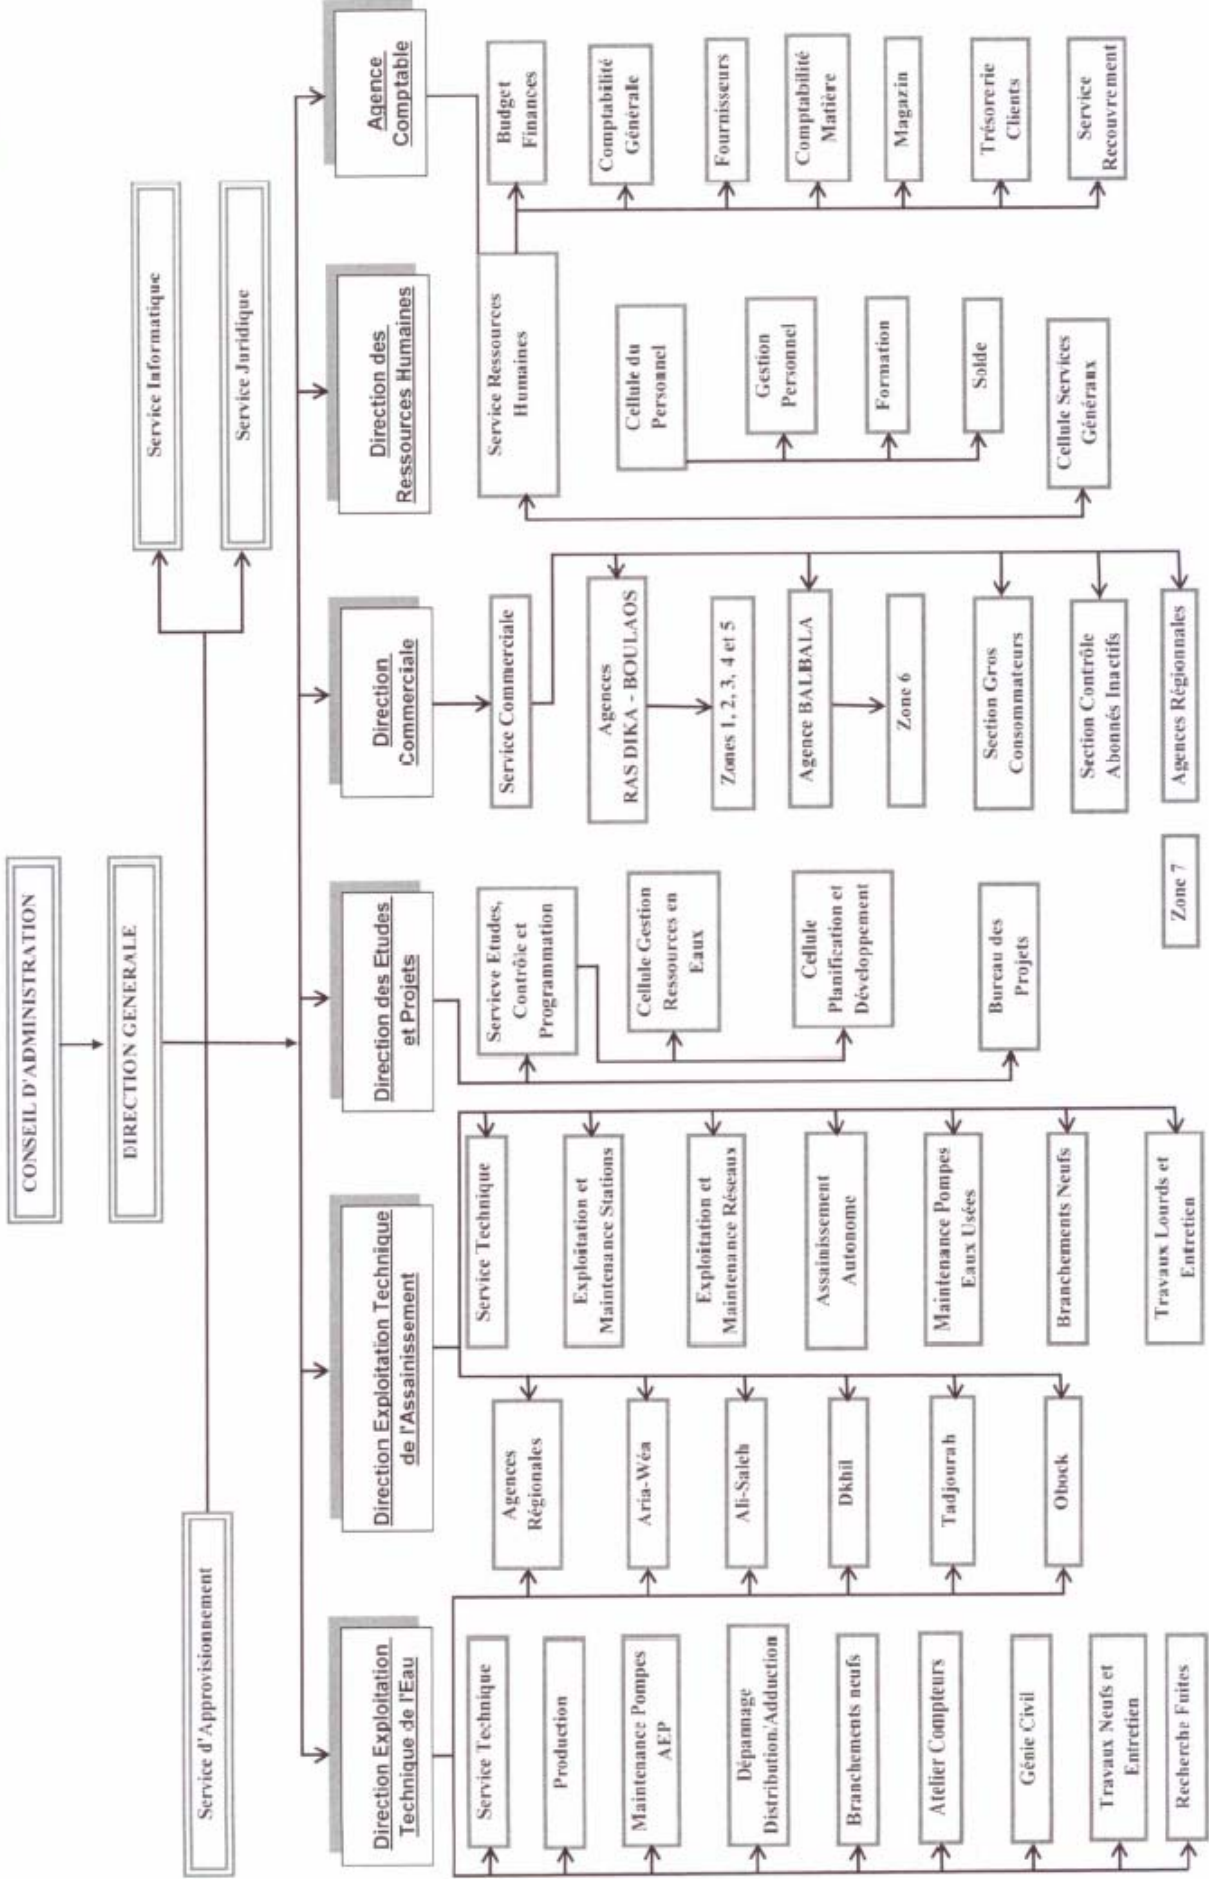 CONSEIL D'ADMINISTRATION
DIRECTION GENERALE
Service d'Approvisionnement
Service Informatique
Service Juridique
Direction Exploitation
Technique de l'Eau
Service Technique
Production
Maintenance Pompes
AEP
Dépannage
Distribution/Adduction
Branchements neufs
Atelier Compteurs
Génie Civil
Travaux Neufs et
Entretien
Recherche Fuites
Direction Exploitation Technique
de l'Assainissement
Agences
Régionales
Aria-Wéa
Ali-Saleh
Dkhil
Tadjourah
Obock
Service Technique
Exploitation et
Maintenance Stations
Exploitation et
Maintenance Réseaux
Assainissement
Autonome
Maintenance Pompes
Eaux Usées
Branchements Neufs
Travaux Lourds et
Entretien
Direction des Etudes
et Projets
Servicve Etudes,
Contrôle et
Programmation
Cellule Gestion
Ressources en
Eaux
Cellule
Planification et
Développement
Bureau des
Projets
Direction
Commerciale
Service Commerciale
Agences
RAS DIKA - BOULAOS
Zones 1, 2, 3, 4 et 5
Agence BALBALA
Zone 6
Section Gros
Consommateurs
Section Contrôle
Abonnés Inactifs
Agences Régionnales
Zone 7
Direction des
Ressources Humaines
Service Ressources
Humaines
Cellule du
Personnel
Gestion
Personnel
Formation
Solde
Cellule Services
Généraux
Agence
Comptable
Budget
Finances
Comptabilité
Générale
Fournisseurs
Comptabilité
Matière
Magazin
Trésorerie
Clients
Service
Recouvrement